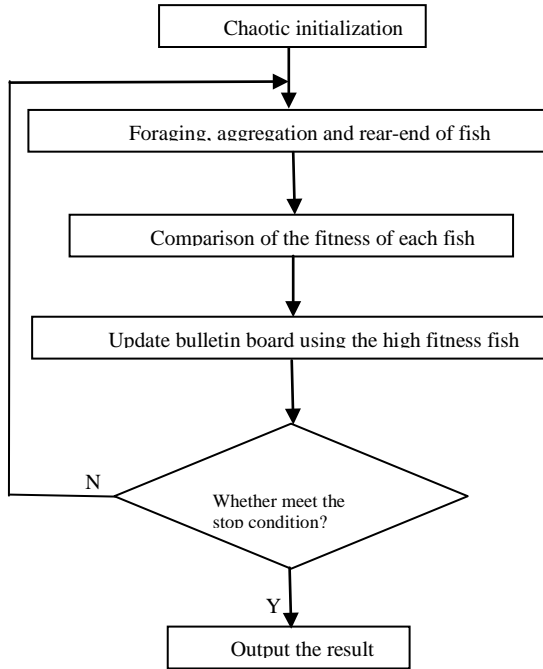 Chaotic initialization
Foraging, aggregation and rear-end of fish
Comparison of the fitness of each fish
Update bulletin board using the high fitness fish
N
Whether meet the
stop condition?
Y
Output the result